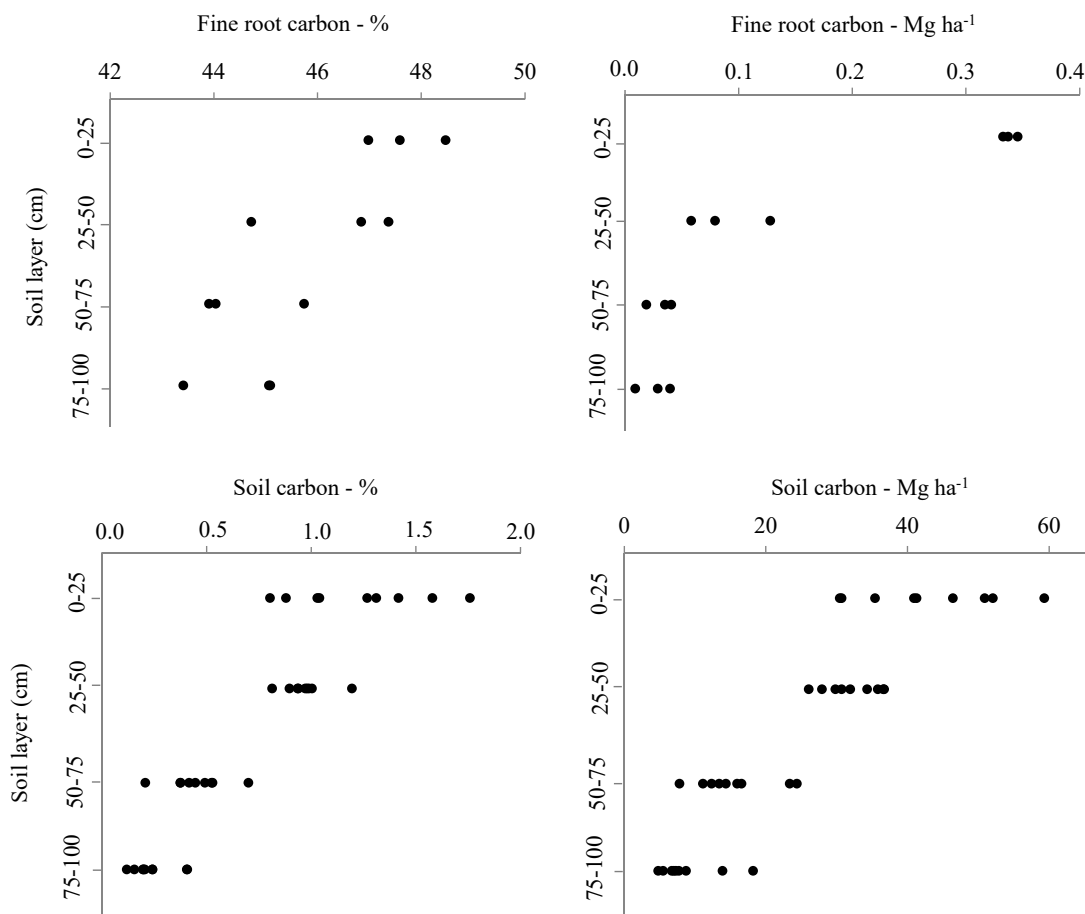 Fine root carbon - %
42 44 46 48 50
Soil layer (cm)
0-25
25-50
50-75
75-100
Fine root carbon - Mg ha-1
0.0 0.1 0.2 0.3 0.4
0-25
25-50
50-75
75-100
Soil carbon - %
0.0 0.5 1.0 1.5 2.0
Soil layer (cm)
0-25
25-50
50-75
75-100
Soil carbon - Mg ha-1
0 20 40 60
0-25
25-50
50-75
75-100